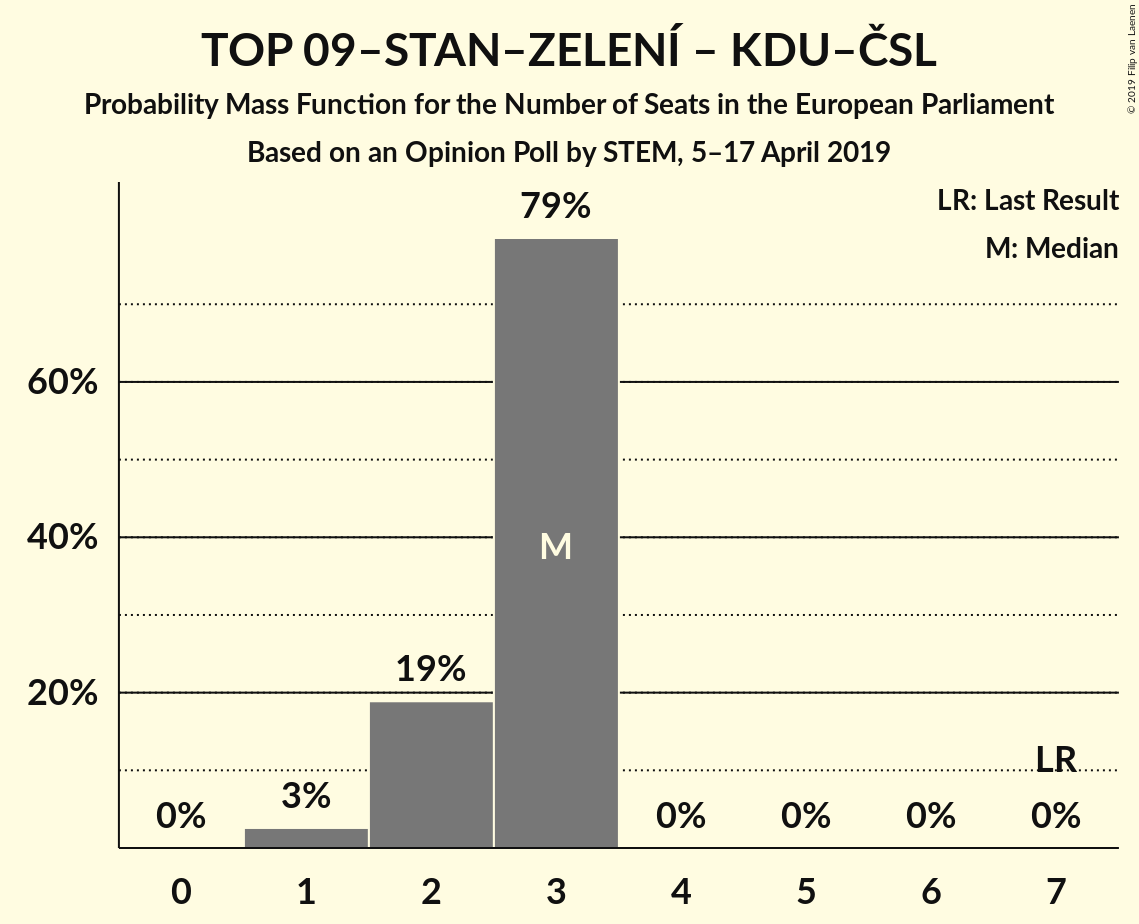 TOP 09–STAN–ZELENÍ – KDU–ČSL
Probability Mass Function for the Number of Seats in the European Parliament
Based on an Opinion Poll by STEM, 5–17 April 2019
© 2019 Filip van Laenen
LR: Last Result
M: Median
79%
60%
40%
M
19%
20%
LR
3%
0%
0%
0%
0%
0%
0 1 2 3 4 5 6 7